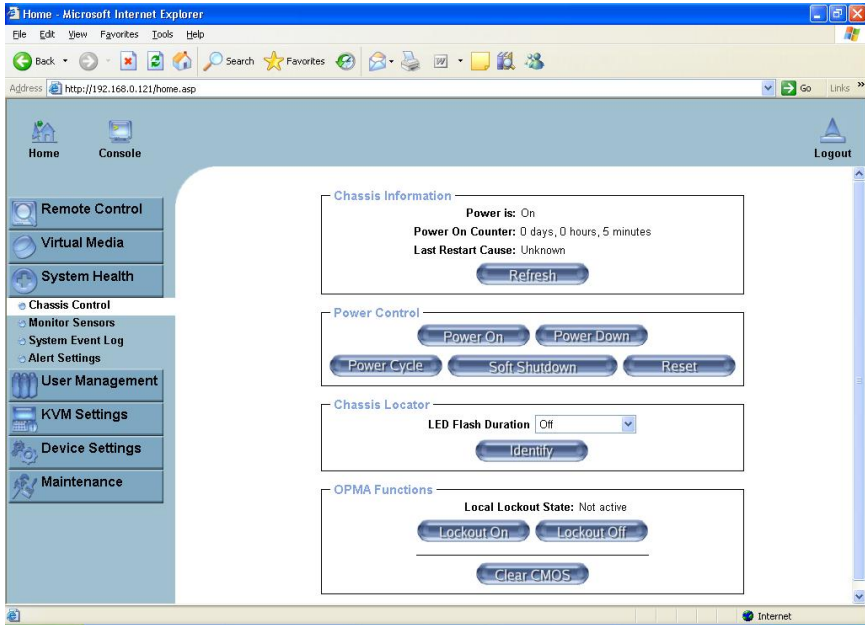 Home - Microsoft Internet Explorer
File Edit View Favorites Tools Help
Back Search Favorites
Address http://192.168.0.121/home.asp Go Links »
Home Console Logout
Remote Control
Virtual Media
System Health
Chassis Control
Monitor Sensors
System Event Log
Alert Settings
User Management
KVM Settings
Device Settings
Maintenance
Chassis Information
Power is: On
Power On Counter: 0 days, 0 hours, 5 minutes
Last Restart Cause: Unknown
Refresh
Power Control
Power On Power Down
Power Cycle Soft Shutdown Reset
Chassis Locator
LED Flash Duration Off
Identify
OPMA Functions
Local Lockout State: Not active
Lockout On Lockout Off
Clear CMOS
Internet